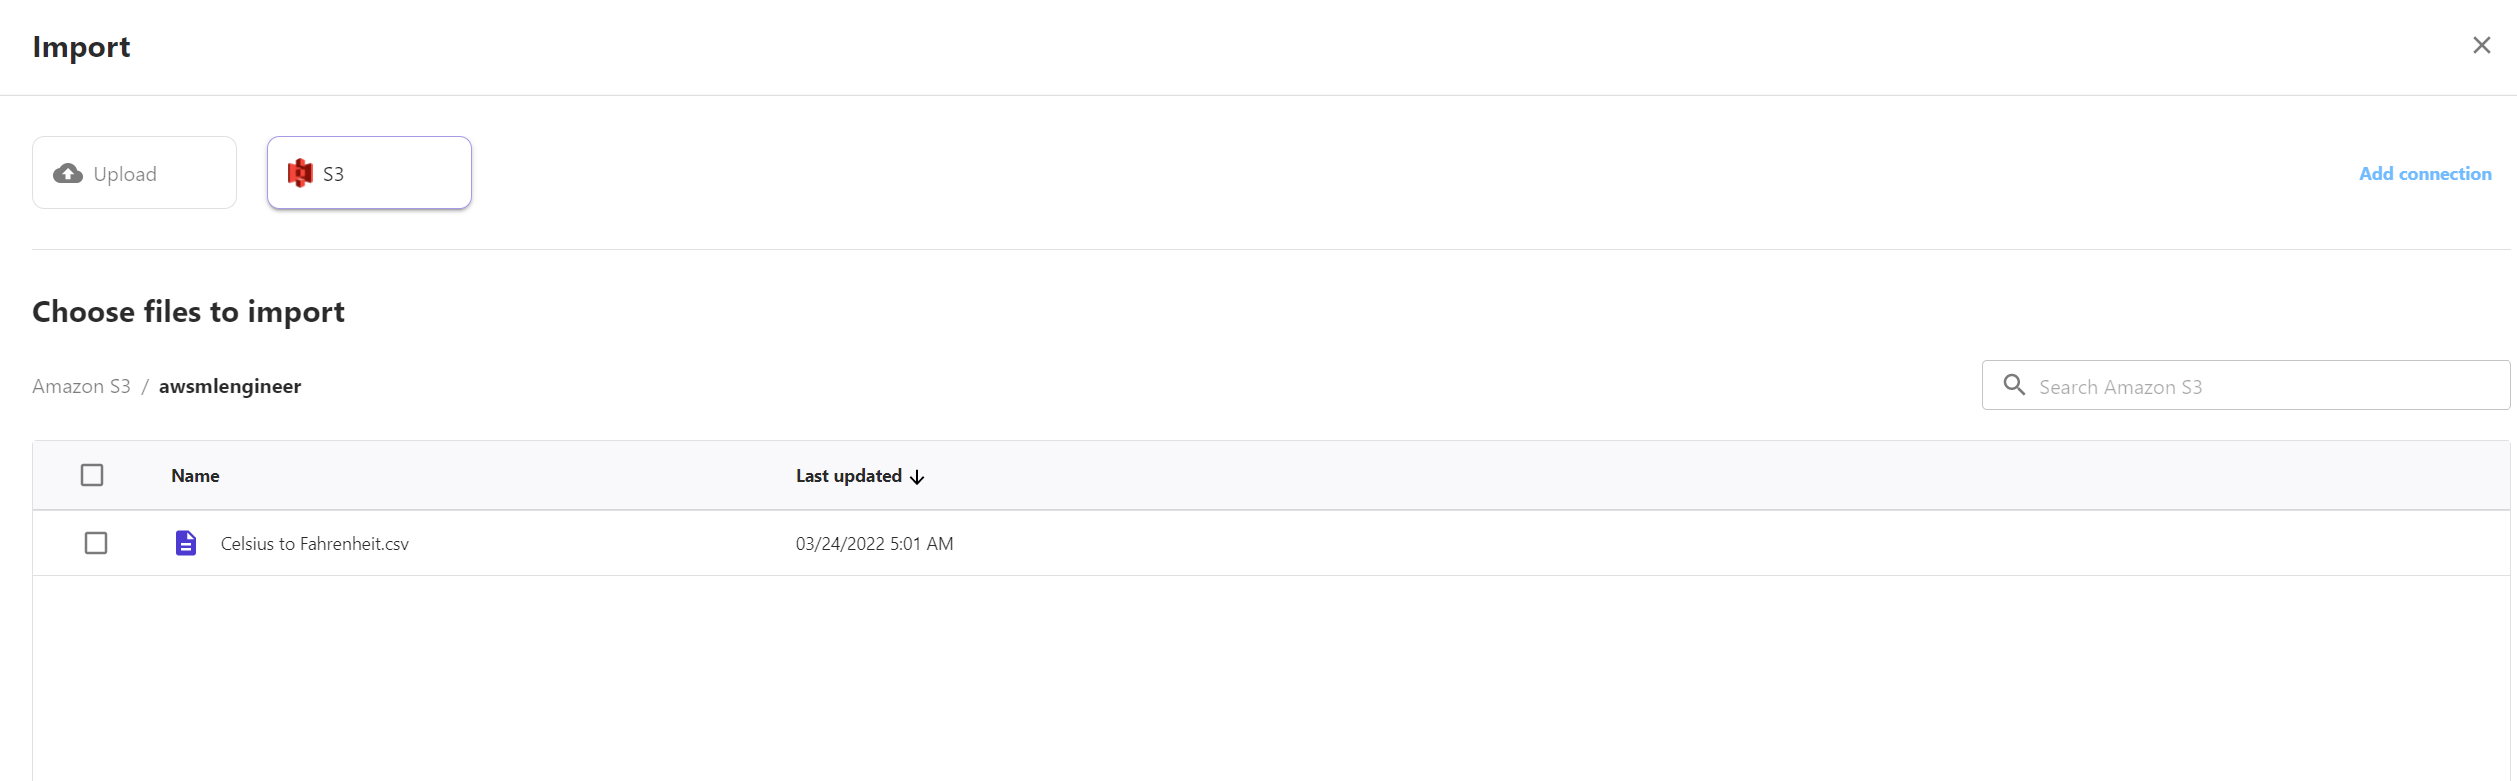 Import
Upload
S3
Add connection
Choose files to import
Amazon S3 / awsmlengineer
Search Amazon S3
Name Last updated
Celsius to Fahrenheit.csv 03/24/2022 5:01 AM